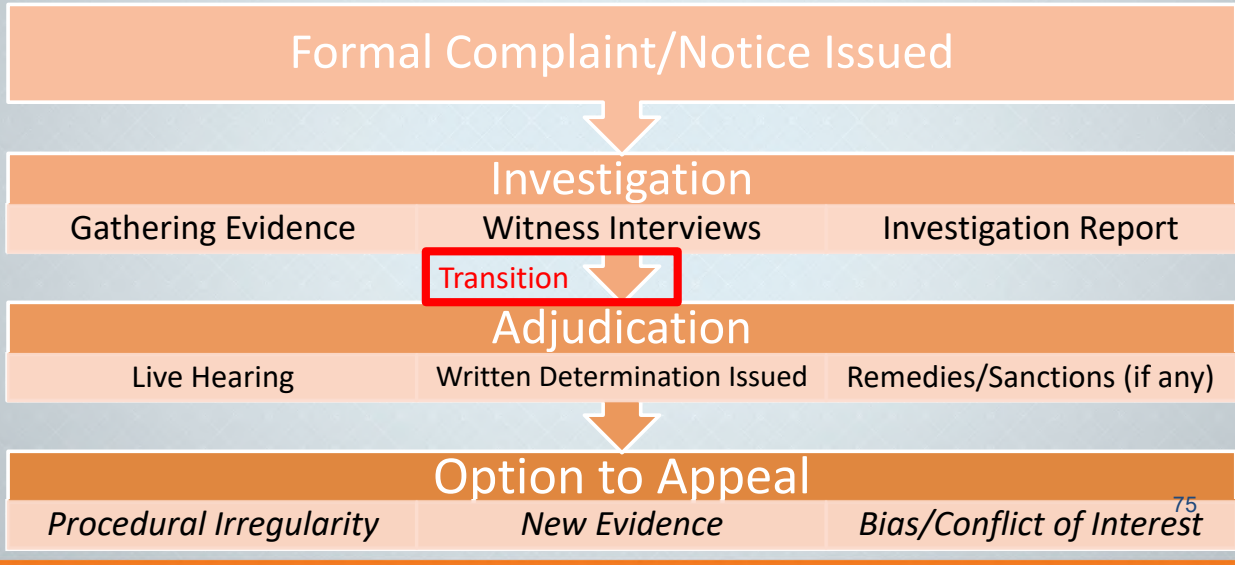 Formal Complaint/Notice Issued
Investigation
Gathering Evidence
Witness Interviews
Investigation Report
Transition
Adjudication
Live Hearing
Written Determination Issued
Remedies/Sanctions (if any)
Option to Appeal
Procedural Irregularity
New Evidence
Bias/Conflict of Interest
75